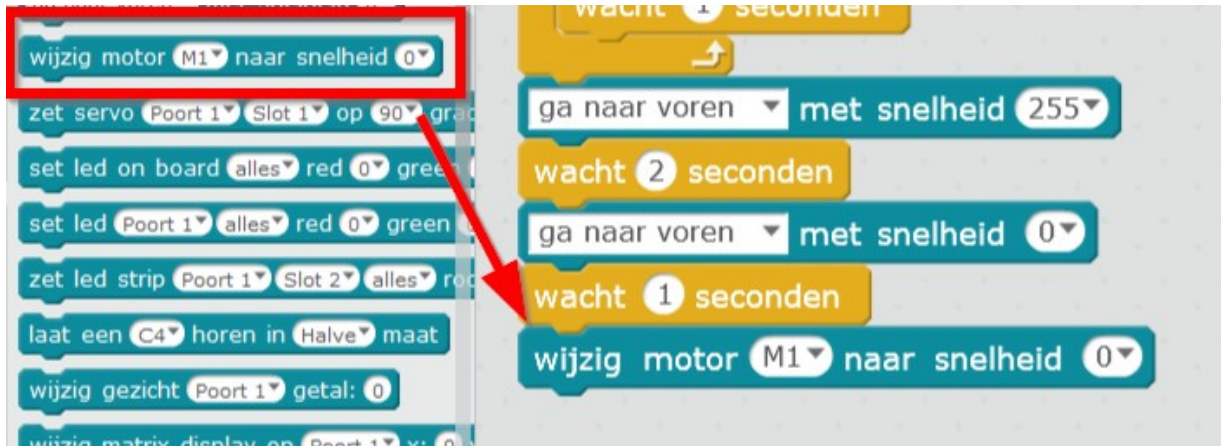 wijzig motor M1 naar snelheid 0
zet servo Poort 1 Slot 1 op 90
set led on board alles red 0
set led Poort 1 alles red 0 green
zet led strip Poort 1 Slot 2 alles
laat een C4 horen in Halve maat
wijzig gezicht Poort 1 getal: 0
wijzig matrix display op Poort 1 x: 0
wacht 1 seconden
ga naar voren met snelheid 255
wacht 2 seconden
ga naar voren met snelheid 0
wacht 1 seconden
wijzig motor M1 naar snelheid 0